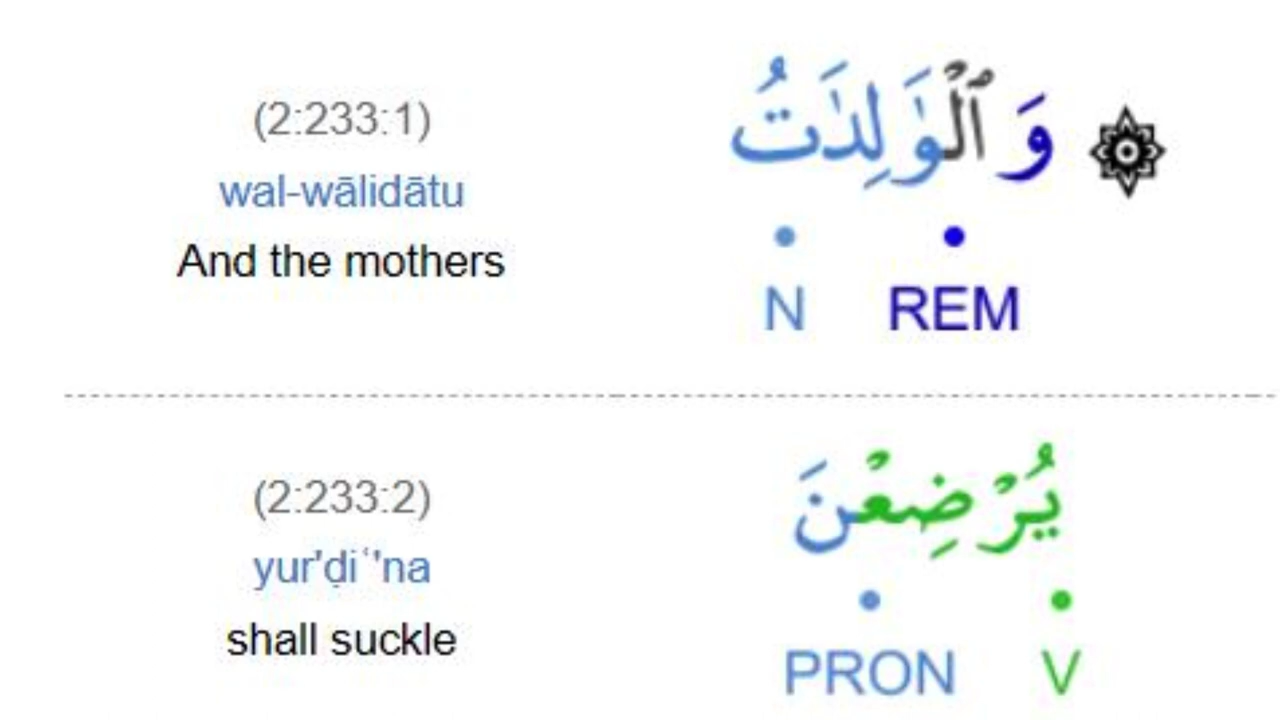 (2:233:1)
wal-wālidātu
And the mothers
۞ وَٱلْوَٰلِدَٰتُ
N REM
(2:233:2)
yur'ḍiʿ'na
shall suckle
يُرْضِعْنَ
PRON V